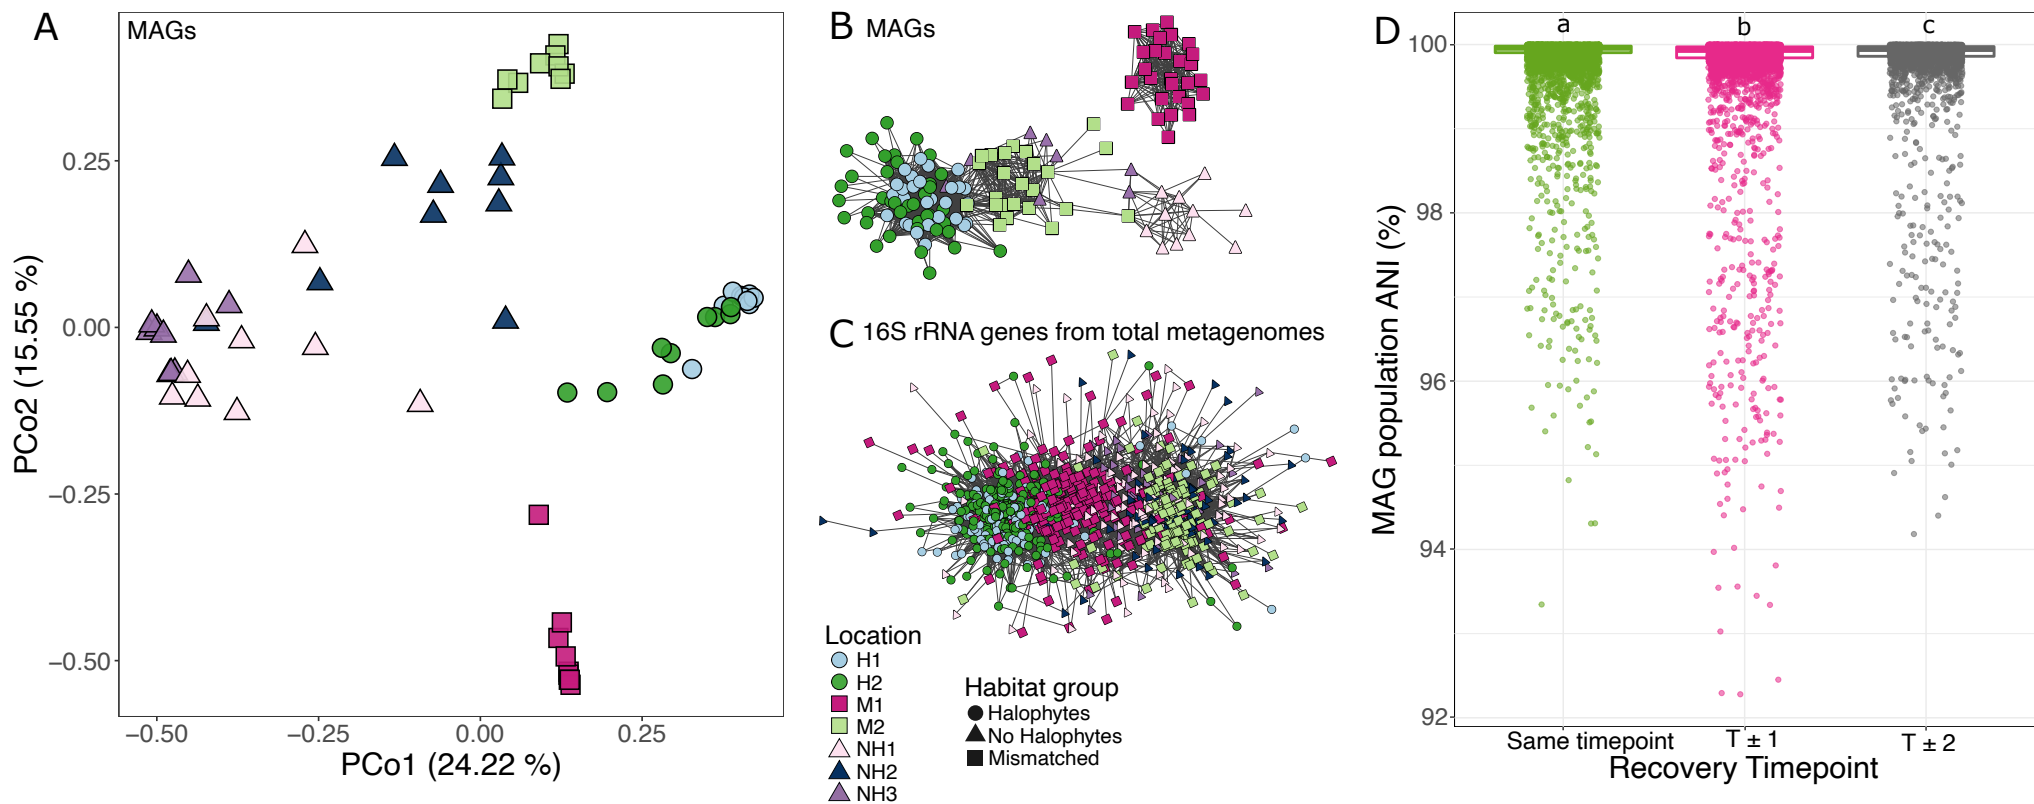 A
MAGs
0.25
0.00
−0.25
−0.50
PCo2 (15.55 %)
−0.50
−0.25
0.00
0.25
PCo1 (24.22 %)
B MAGs
C 16S rRNA genes from total metagenomes
Location
H1
H2
M1
M2
NH1
NH2
NH3
Habitat group
Halophytes
No Halophytes
Mismatched
D
a
b
c
100
98
96
94
92
MAG population ANI (%)
Same timepoint
T ± 1
T ± 2
Recovery Timepoint